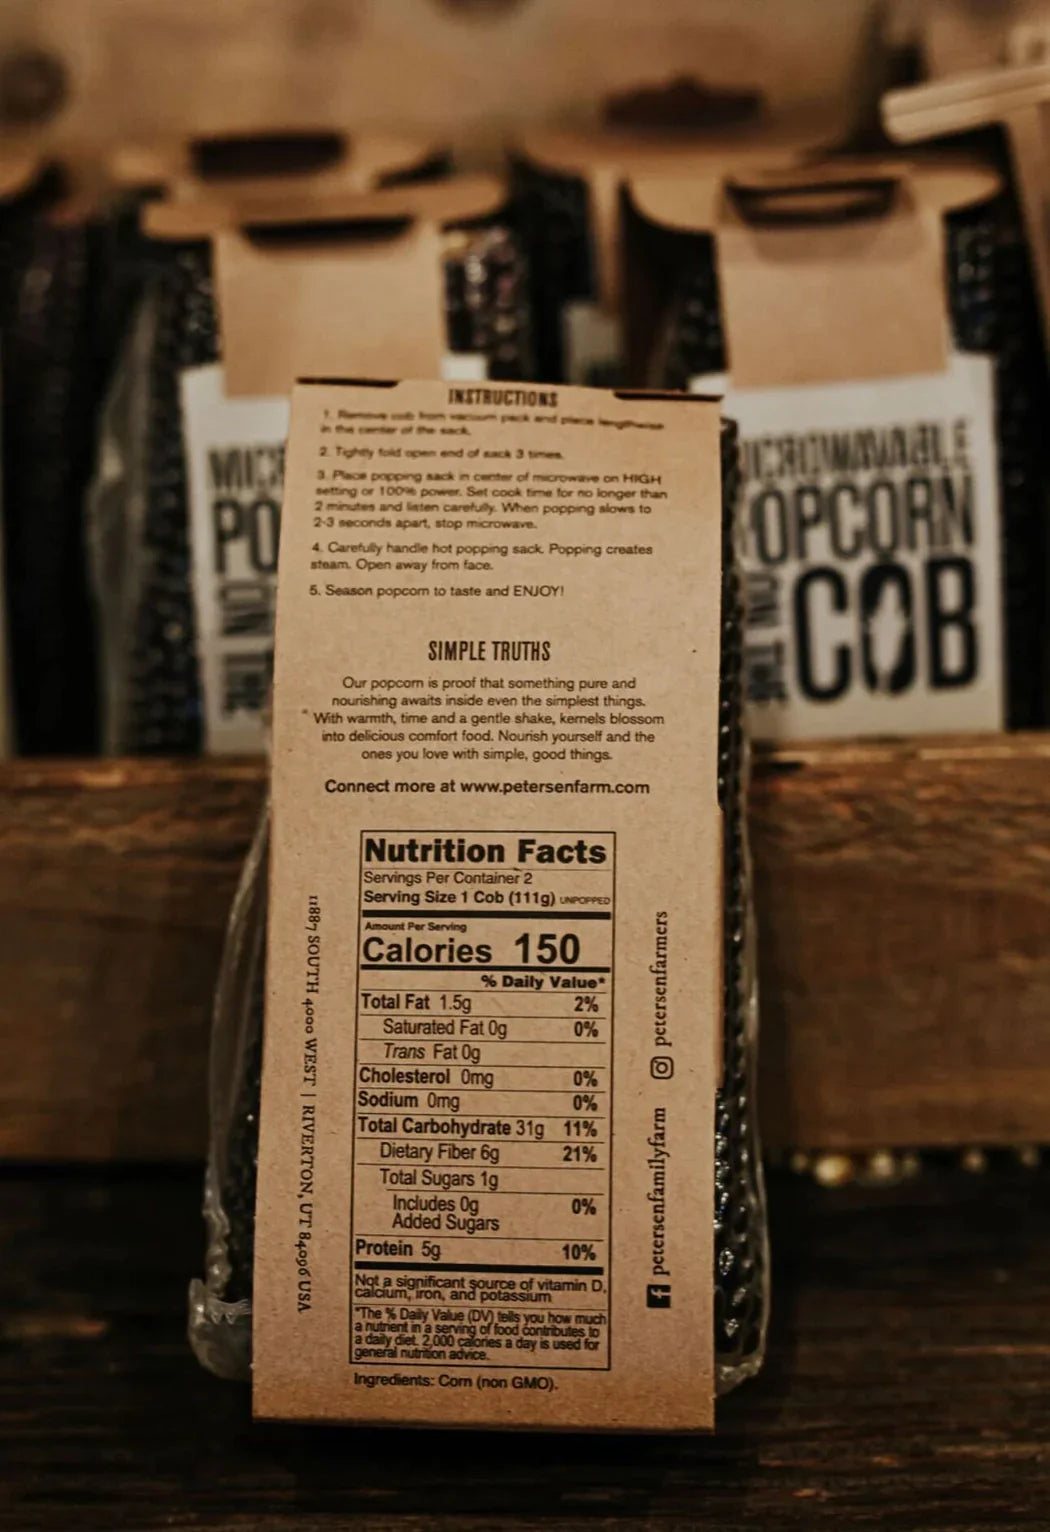 INSTRUCTIONS
1. Remove cob from vacuum pack and place lengthwise
in the center of the sack.
2. Tightly fold open end of sack 3 times.
3. Place popping sack in center of microwave on HIGH
setting or 100% power. Set cook time for no longer than
2 minutes and listen carefully. When popping slows to
2-3 seconds apart, stop microwave.
4. Carefully handle hot popping sack. Popping creates
steam. Open away from face.
5. Season popcorn to taste and ENJOY!
SIMPLE TRUTHS
Our popcorn is proof that something pure and
nourishing awaits inside even the simplest things.
With warmth, time and a gentle shake, kernels blossom
into delicious comfort food. Nourish yourself and the
ones you love with simple, good things.
Connect more at www.petersenfarm.com
Nutrition Facts
Servings Per Container 2
Serving Size 1 Cob (111g) UNPOPPED
Amount Per Serving
Calories 150
% Daily Value*
Total Fat 1.5g 2%
Saturated Fat 0g 0%
Trans Fat 0g
Cholesterol 0mg 0%
Sodium 0mg 0%
Total Carbohydrate 31g 11%
Dietary Fiber 6g 21%
Total Sugars 1g
Includes 0g 0%
Added Sugars
Protein 5g 10%
Not a significant source of vitamin D,
calcium, iron, and potassium
*The % Daily Value (DV) tells you how much
a nutrient in a serving of food contributes to
a daily diet. 2,000 calories a day is used for
general nutrition advice.
Ingredients: Corn (non GMO).
11887 SOUTH 4000 WEST | RIVERTON, UT 84096 USA
petersenfarmers
petersenfamilyfarm
MICR
PO
ON THE
ICROWAVABLE
OPCORN
ON THE
COB